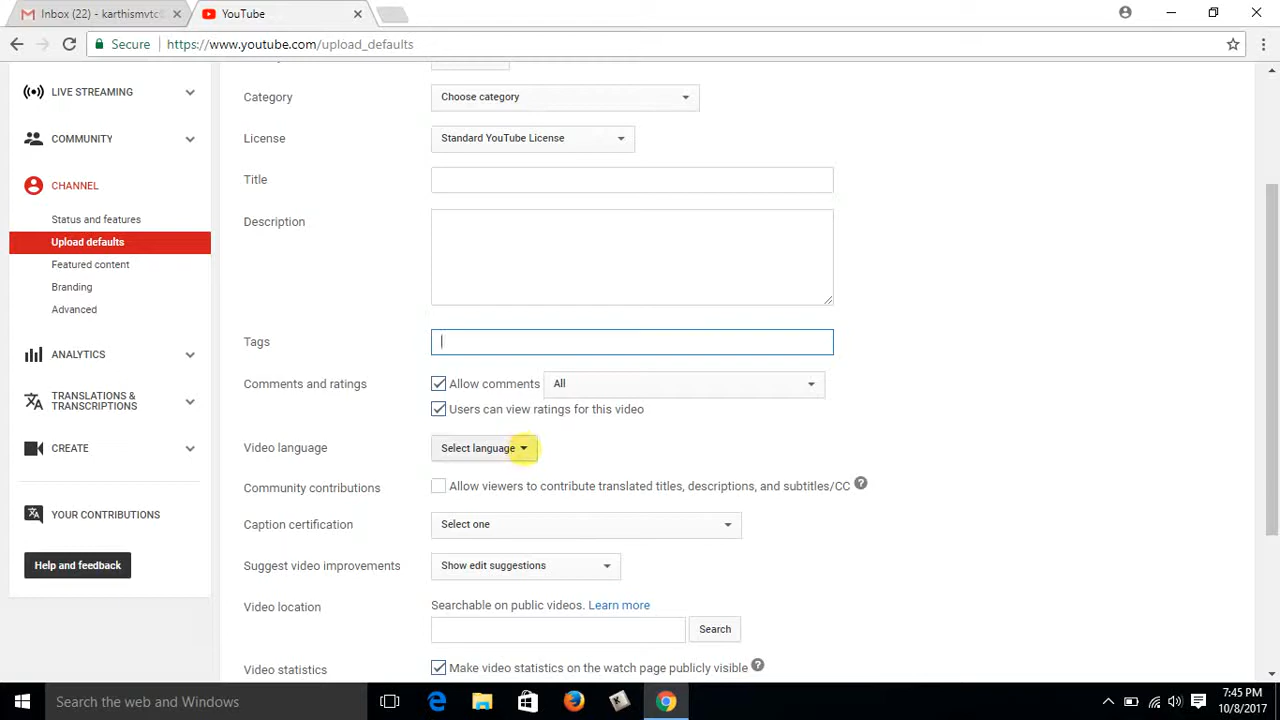 Inbox (22) - karthismvtc@
YouTube
Secure https://www.youtube.com/upload_defaults
LIVE STREAMING
COMMUNITY
CHANNEL
Status and features
Upload defaults
Featured content
Branding
Advanced
ANALYTICS
TRANSLATIONS &
TRANSCRIPTIONS
CREATE
YOUR CONTRIBUTIONS
Help and feedback
Category Choose category
License Standard YouTube License
Title
Description
Tags
Comments and ratings Allow comments All
Users can view ratings for this video
Video language Select language
Community contributions Allow viewers to contribute translated titles, descriptions, and subtitles/CC ?
Caption certification Select one
Suggest video improvements Show edit suggestions
Video location Searchable on public videos. Learn more
Search
Video statistics Make video statistics on the watch page publicly visible ?
Search the web and Windows
7:45 PM
10/8/2017